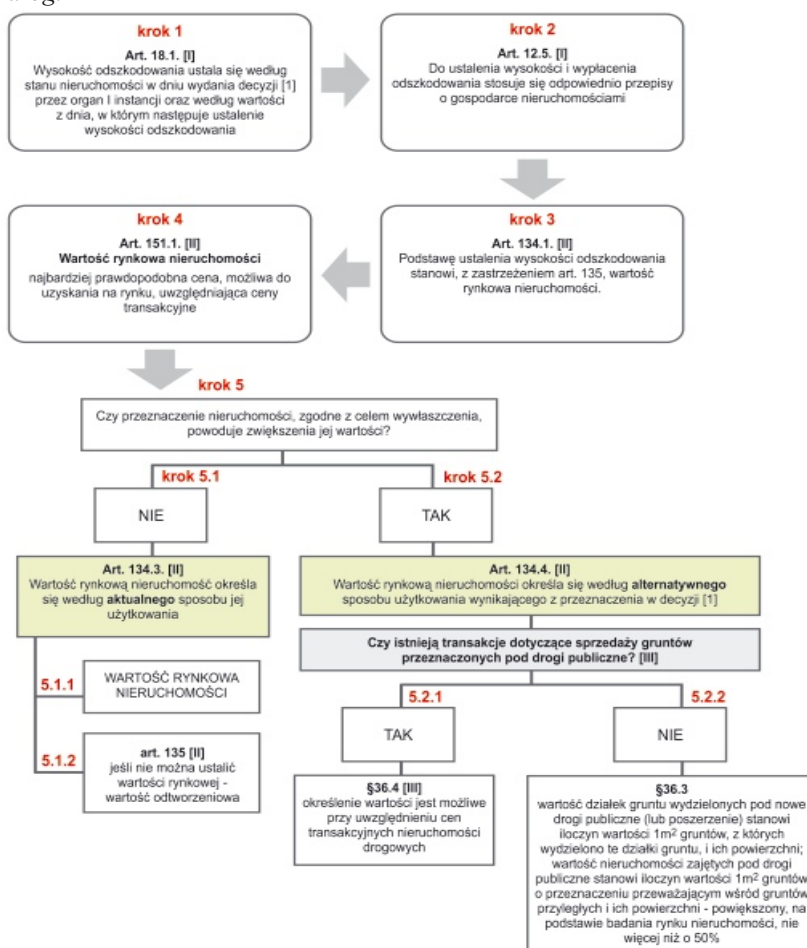 krok 1
Art. 18.1. [I]
Wysokość odszkodowania ustala się według
stanu nieruchomości w dniu wydania decyzji [1]
przez organ I instancji oraz według wartości
z dnia, w którym następuje ustalenie
wysokości odszkodowania
krok 2
Art. 12.5. [I]
Do ustalenia wysokości i wypłacenia
odszkodowania stosuje się odpowiednio przepisy
o gospodarce nieruchomościami
krok 3
Art. 134.1. [II]
Podstawę ustalenia wysokości odszkodowania
stanowi, z zastrzeżeniem art. 135, wartość
rynkowa nieruchomości.
krok 4
Art. 151.1. [II]
Wartość rynkowa nieruchomości
najbardziej prawdopodobna cena, możliwa do
uzyskania na rynku, uwzględniająca ceny
transakcyjne
krok 5
Czy przeznaczenie nieruchomości, zgodne z celem wywłaszczenia,
powoduje zwiększenia jej wartości?
krok 5.1
NIE
krok 5.2
TAK
Art. 134.3. [II]
Wartość rynkową nieruchomość określa
się według aktualnego sposobu jej
użytkowania
5.1.1
WARTOŚĆ RYNKOWA
NIERUCHOMOŚCI
5.1.2
art. 135 [II]
jeśli nie można ustalić
wartości rynkowej -
wartość odtworzeniowa
Art. 134.4. [II]
Wartość rynkową nieruchomości określa się według alternatywnego
sposobu użytkowania wynikającego z przeznaczenia w decyzji [1]
Czy istnieją transakcje dotyczące sprzedaży gruntów
przeznaczonych pod drogi publiczne? [III]
5.2.1
TAK
§36.4 [III]
określenie wartości jest możliwe
przy uwzględnieniu cen
transakcyjnych nieruchomości
drogowych
5.2.2
NIE
§36.3
wartość działek gruntu wydzielonych pod nowe
drogi publiczne (lub poszerzenie) stanowi
iloczyn wartości 1m² gruntów, z których
wydzielono te działki gruntu, i ich powierzchni;
wartość nieruchomości zajętych pod drogi
publiczne stanowi iloczyn wartości 1m² gruntów
o przeznaczeniu przeważającym wśród gruntów
przyległych i ich powierzchni - powiększony, na
podstawie badania rynku nieruchomości, nie
więcej niż o 50%